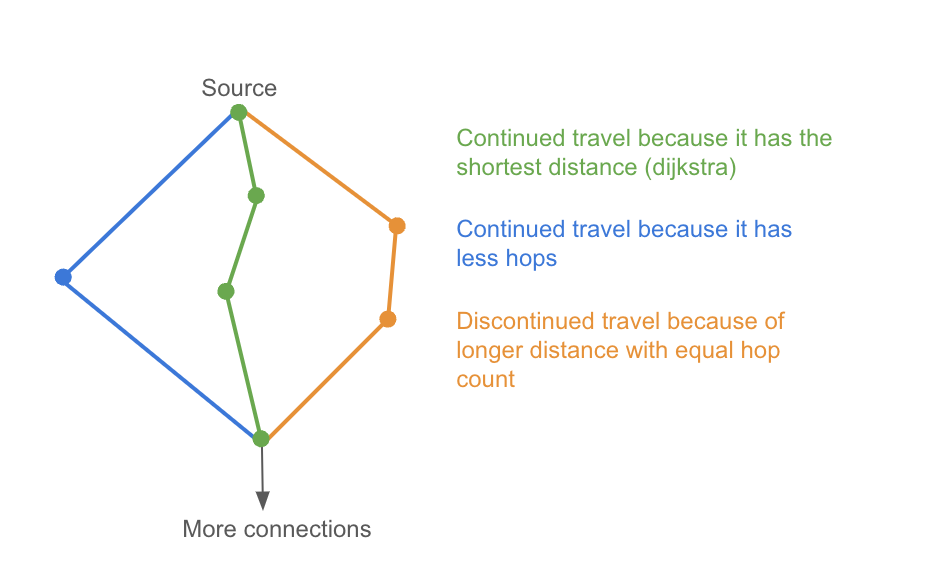 Source
Continued travel because it has the
shortest distance (dijkstra)
Continued travel because it has
less hops
Discontinued travel because of
longer distance with equal hop
count
More connections